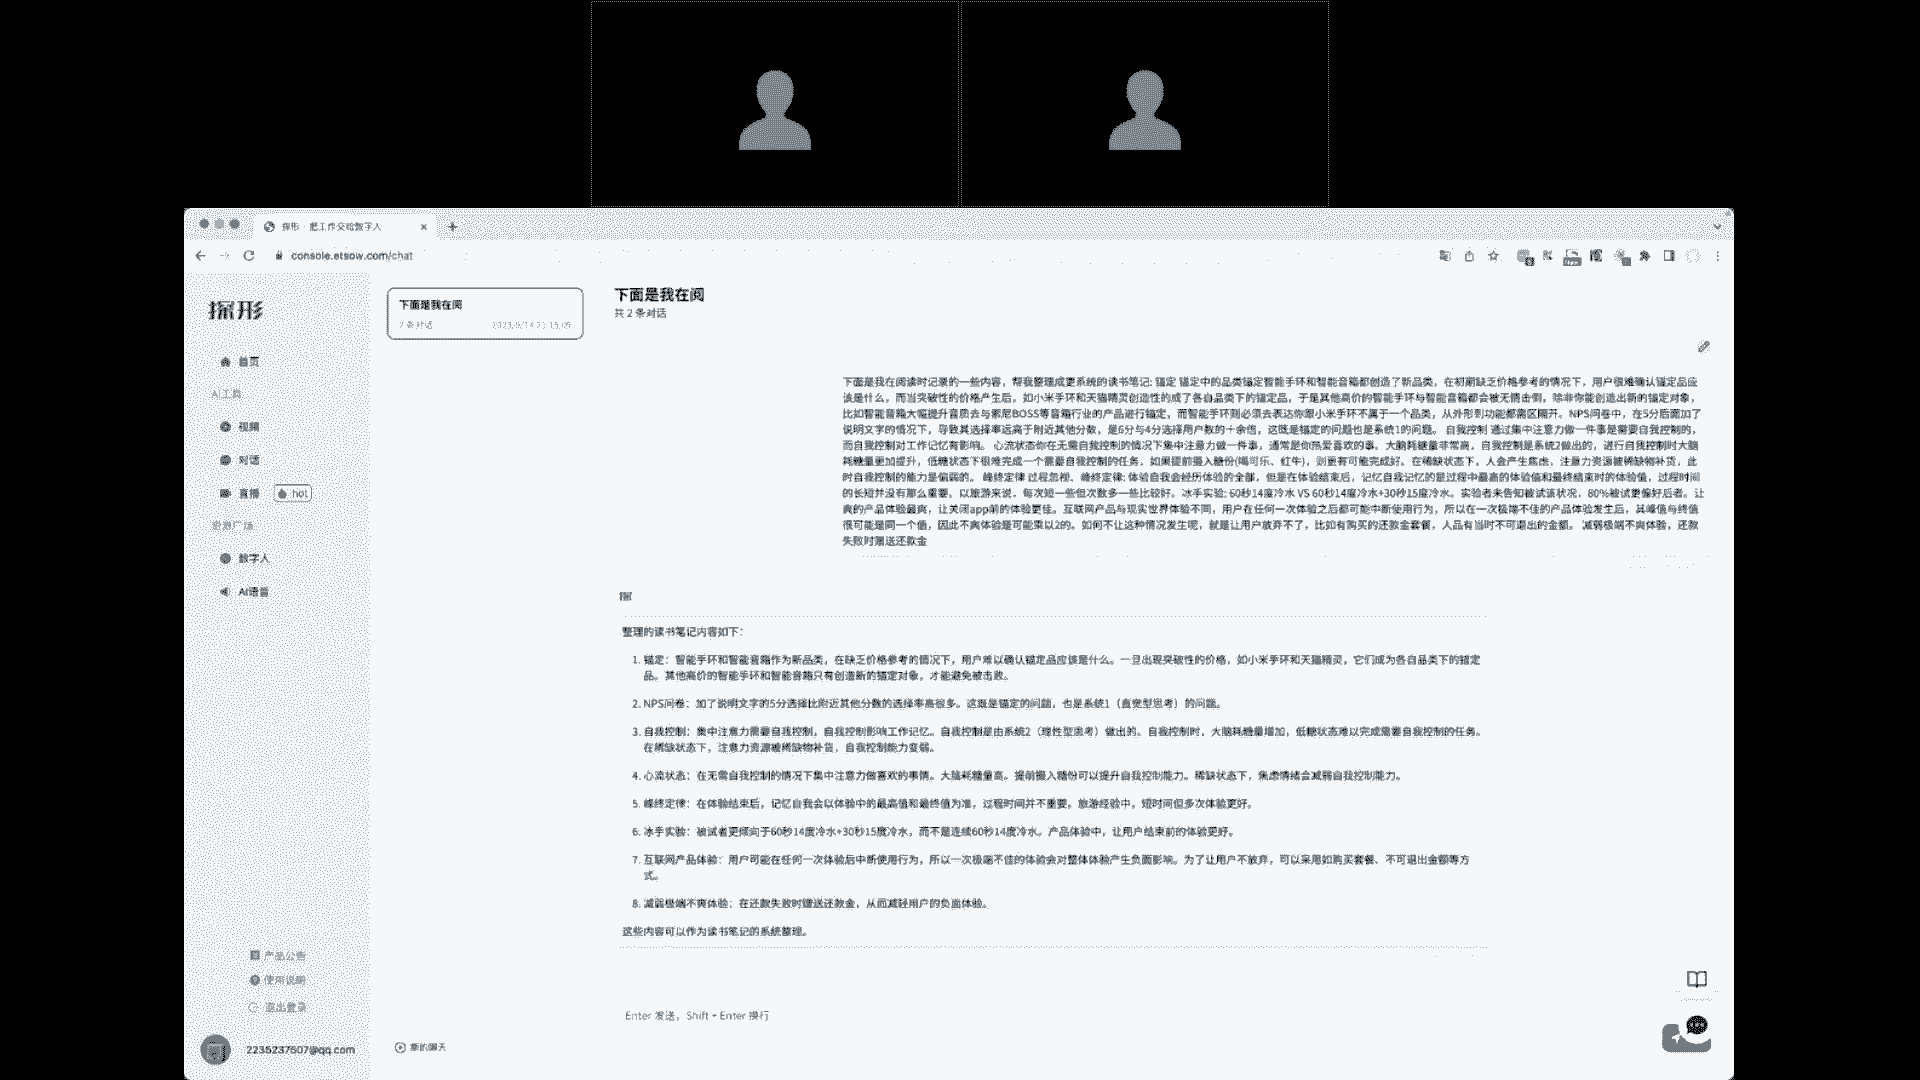 探形 · 把工作交给数字人
console.etsow.com/chat
探形
首页
AI工具
视频
对话
直播 hot
数字人
AI语音
产品公告
使用说明
退出登录
2235237507@qq.com
下面是我在阅
2 条对话
新的聊天
下面是我在阅
共 2 条对话
下面是我在阅读时记录的一些内容，帮我整理成更系统的读书笔记: 锚定 锚定中的品类锚定智能手环和智能音箱都创造了新品类，在初期缺乏价格参考的情况下，用户很难确认锚定品应
该是什么，而当突破性的价格产生后，如小米手环和天猫精灵创造性的成了各自品类下的锚定品，于是其他高价的智能手环与智能音箱都会被无情击倒，除非你能创造出新的锚定对象，
比如智能音箱大幅提升音质去与索尼BOSS等音箱行业的产品进行锚定，而智能手环则必须去表达你跟小米手环不属于一个品类，从外形到功能都需区隔开。NPS问卷中，在5分后面加了
说明文字的情况下，导致其选择率远高于附近其他分数，是6分与4分选择用户数的十余倍，这既是锚定的问题也是系统1的问题。 自我控制 通过集中注意力做一件事是需要自我控制的，
而自我控制对工作记忆有影响。 心流状态你在无需自我控制的情况下集中注意力做一件事，通常是你热爱喜欢的事。大脑耗糖量非常高，自我控制是系统2做出的，进行自我控制时大脑
耗糖量更加提升，低糖状态下很难完成一个需要自我控制的任务，如果提前摄入糖份(喝可乐、红牛)，则更有可能完成好。在稀缺状态下，人会产生焦虑，注意力资源被稀缺物补货，此
时自我控制的能力是偏弱的。 峰终定律 过程忽视、峰终定律: 体验自我会经历体验的全部，但是在体验结束后，记忆自我记忆的是过程中最高的体验值和最终结束时的体验值，过程时间
的长短并没有那么重要。以旅游来说，每次短一些但次数多一些比较好。冰手实验: 60秒14度冷水 VS 60秒14度冷水+30秒15度冷水。实验者未告知被试该状况，80%被试更偏好后者。让
爽的产品体验最爽，让关闭app前的体验更佳。互联网产品与现实世界体验不同，用户在任何一次体验之后都可能中断使用行为，所以在一次极端不佳的产品体验发生后，其峰值与终值
很可能是同一个值，因此不爽体验是可能乘以2的。如何不让这种情况发生呢，就是让用户放弃不了，比如有购买的还款金套餐，人品有当时不可退出的金额。 减弱极端不爽体验，还款
失败时赠送还款金
探
整理的读书笔记内容如下：
1. 锚定：智能手环和智能音箱作为新品类，在缺乏价格参考的情况下，用户难以确认锚定品应该是什么。一旦出现突破性的价格，如小米手环和天猫精灵，它们成为各自品类下的锚定
品。其他高价的智能手环和智能音箱只有创造新的锚定对象，才能避免被击败。
2. NPS问卷：加了说明文字的5分选择比附近其他分数的选择率高很多。这既是锚定的问题，也是系统1（直觉型思考）的问题。
3. 自我控制：集中注意力需要自我控制，自我控制影响工作记忆。自我控制是由系统2（理性型思考）做出的。自我控制时，大脑耗糖量增加，低糖状态难以完成需要自我控制的任务。
在稀缺状态下，注意力资源被稀缺物补货，自我控制能力变弱。
4. 心流状态：在无需自我控制的情况下集中注意力做喜欢的事情。大脑耗糖量高。提前摄入糖份可以提升自我控制能力。稀缺状态下，焦虑情绪会减弱自我控制能力。
5. 峰终定律：在体验结束后，记忆自我会以体验中的最高值和最终值为准，过程时间并不重要。旅游经验中，短时间但多次体验更好。
6. 冰手实验：被试者更倾向于60秒14度冷水+30秒15度冷水，而不是连续60秒14度冷水。产品体验中，让用户结束前的体验更好。
7. 互联网产品体验：用户可能在任何一次体验后中断使用行为，所以一次极端不佳的体验会对整体体验产生负面影响。为了让用户不放弃，可以采用如购买套餐、不可退出金额等方
式。
8. 减弱极端不爽体验：在还款失败时赠送还款金，从而减轻用户的负面体验。
这些内容可以作为读书笔记的系统整理。
Enter 发送，Shift + Enter 换行